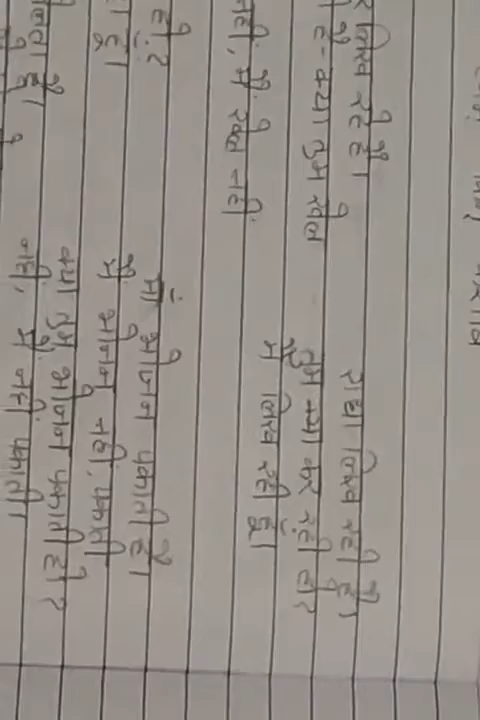 लिख रहे हैं।
राधा लिख रही है।
क्या तुम खेल
तुम क्या कर रही हो?
मैं लिख रही हूँ।
नहीं, मैं खेल नहीं
हो?
माँ भोजन पकाती है।
मैं भोजन नहीं, पकाती
क्या तुम भोजन पकाती हो?
नहीं, मैं नहीं पकाती।